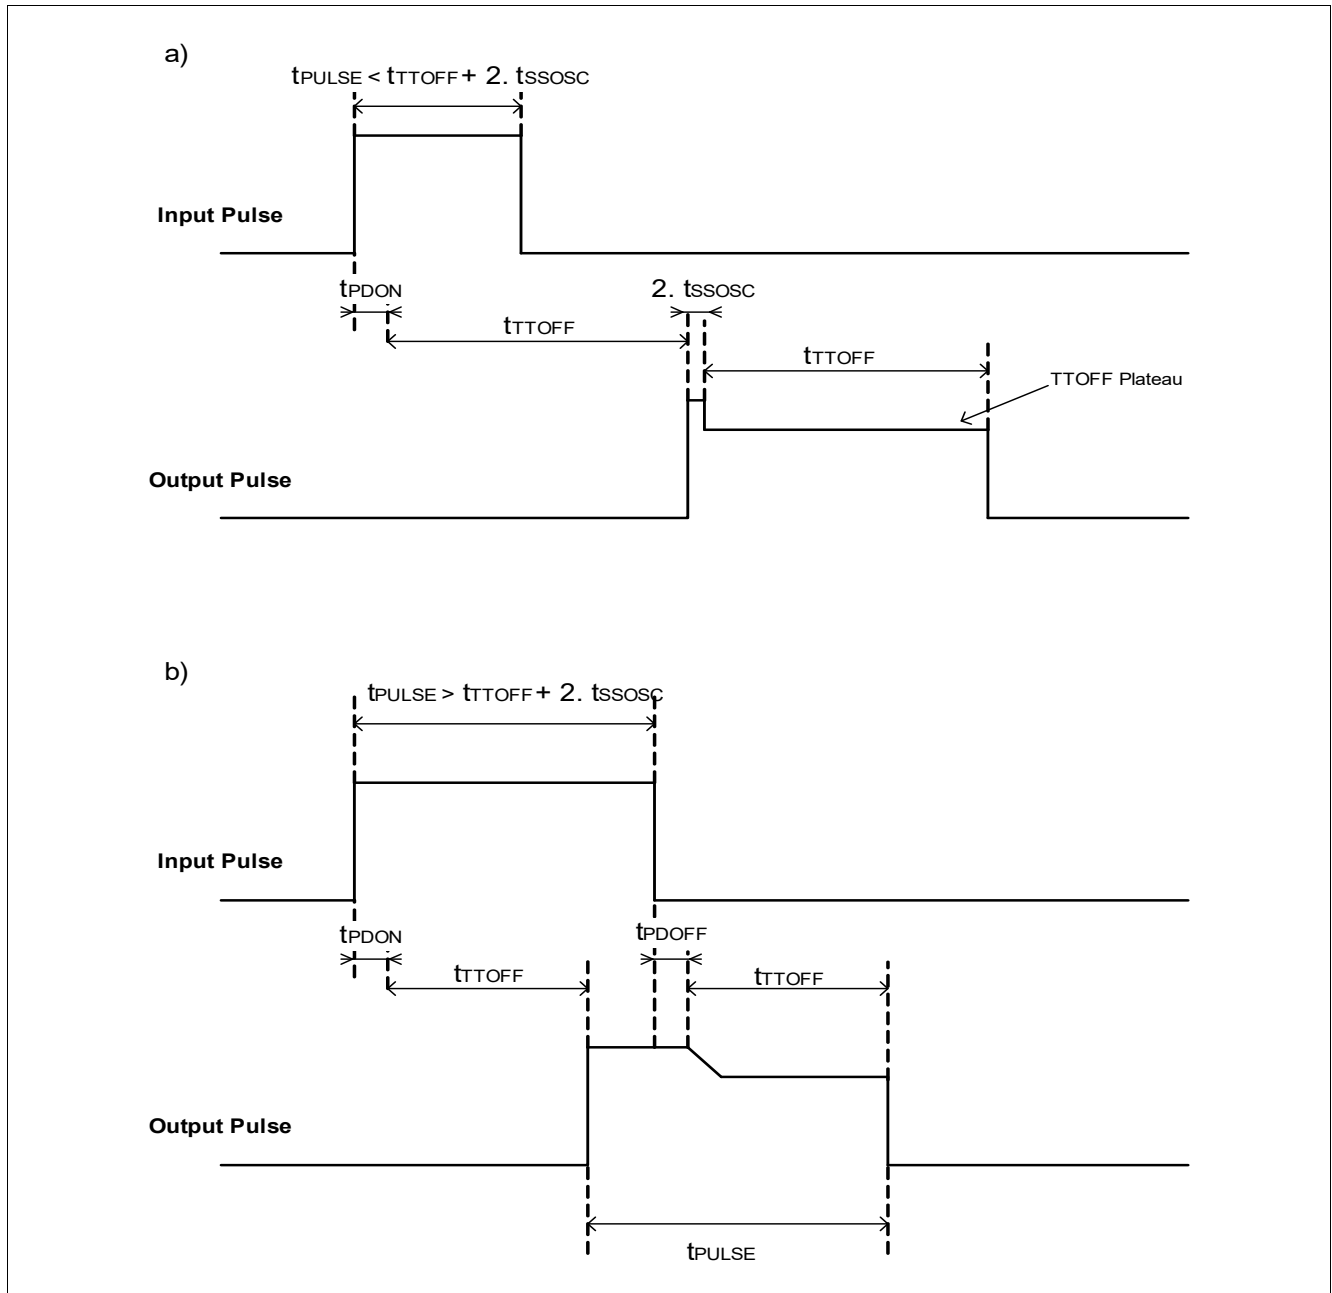 a)
tPULSE < tTTOFF + 2. tSSOSC
Input Pulse
tPDON
2. tSSOSC
tTTOFF
tTTOFF
TTOFF Plateau
Output Pulse
b)
tPULSE > tTTOFF + 2. tSSOSC
Input Pulse
tPDON
tPDOFF
tTTOFF
tTTOFF
Output Pulse
tPULSE